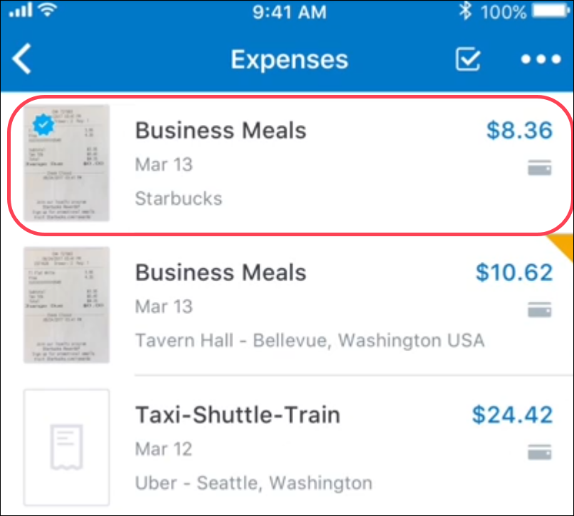 9:41 AM 100%
Expenses
Business Meals $8.36
Mar 13
Starbucks
Business Meals $10.62
Mar 13
Tavern Hall - Bellevue, Washington USA
Taxi-Shuttle-Train $24.42
Mar 12
Uber - Seattle, Washington